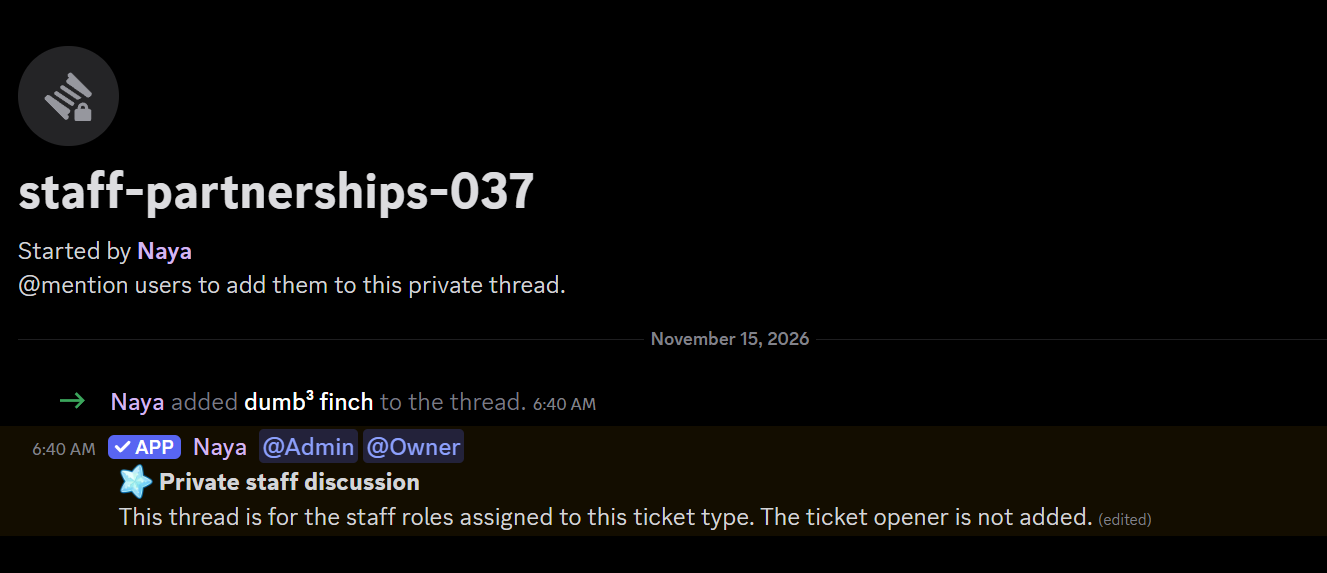 staff-partnerships-037
Started by Naya
@mention users to add them to this private thread.
November 15, 2026
Naya added dumb³ finch to the thread. 6:40 AM
6:40 AM APP Naya @Admin @Owner
Private staff discussion
This thread is for the staff roles assigned to this ticket type. The ticket opener is not added. (edited)